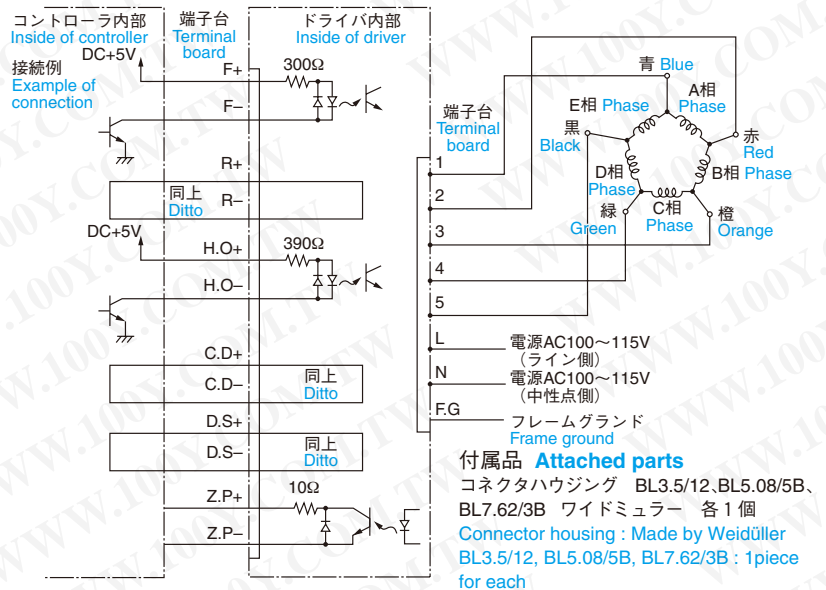 コントローラ内部
Inside of controller
端子台
Terminal
board
ドライバ内部
Inside of driver
DC+5V
接続例
Example of
connection
F+
300Ω
F−
R+
同上
Ditto
R−
DC+5V
H.O+
390Ω
H.O−
C.D+
C.D−
同上
Ditto
D.S+
D.S−
同上
Ditto
Z.P+
10Ω
Z.P−
端子台
Terminal
board
1
2
3
4
5
L
N
F.G
青 Blue
A相
Phase
E相 Phase
黒
Black
赤
Red
B相 Phase
D相
Phase
C相
Phase
緑
Green
橙
Orange
電源AC100〜115V
（ライン側）
電源AC100〜115V
（中性点側）
フレームグランド
Frame ground
付属品 Attached parts
コネクタハウジング BL3.5/12、BL5.08/5B、
BL7.62/3B ワイドミュラー 各１個
Connector housing : Made by Weidüller
BL3.5/12, BL5.08/5B, BL7.62/3B : 1piece
for each
WWW.100Y.COM.TW